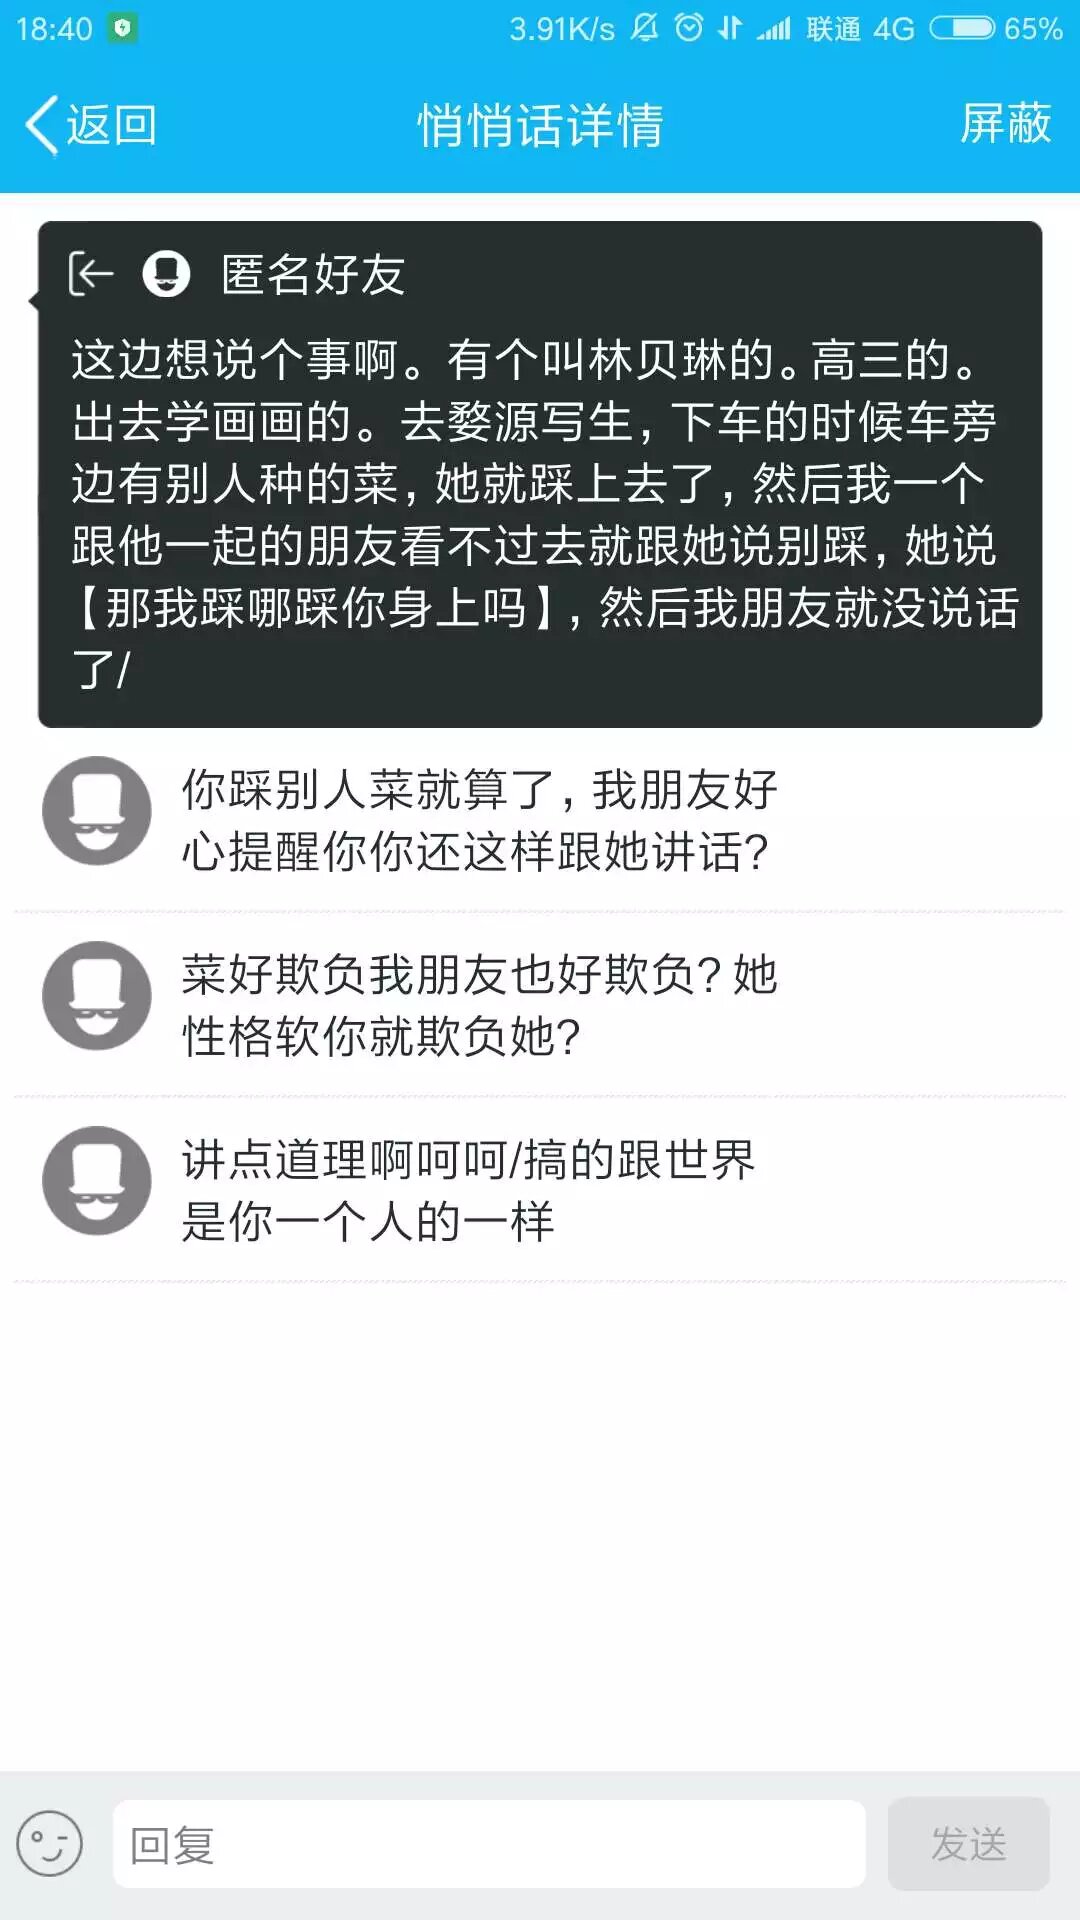 18:40 3.91K/s 联通 4G 65%
返回 悄悄话详情 屏蔽
匿名好友
这边想说个事啊。有个叫林贝琳的。高三的。
出去学画画的。去婺源写生,下车的时候车旁
边有别人种的菜,她就踩上去了,然后我一个
跟他一起的朋友看不过去就跟她说别踩,她说
【那我踩哪踩你身上吗】,然后我朋友就没说话
了/
你踩别人菜就算了,我朋友好
心提醒你你还这样跟她讲话?
菜好欺负我朋友也好欺负?她
性格软你就欺负她?
讲点道理啊呵呵/搞的跟世界
是你一个人的一样
回复 发送